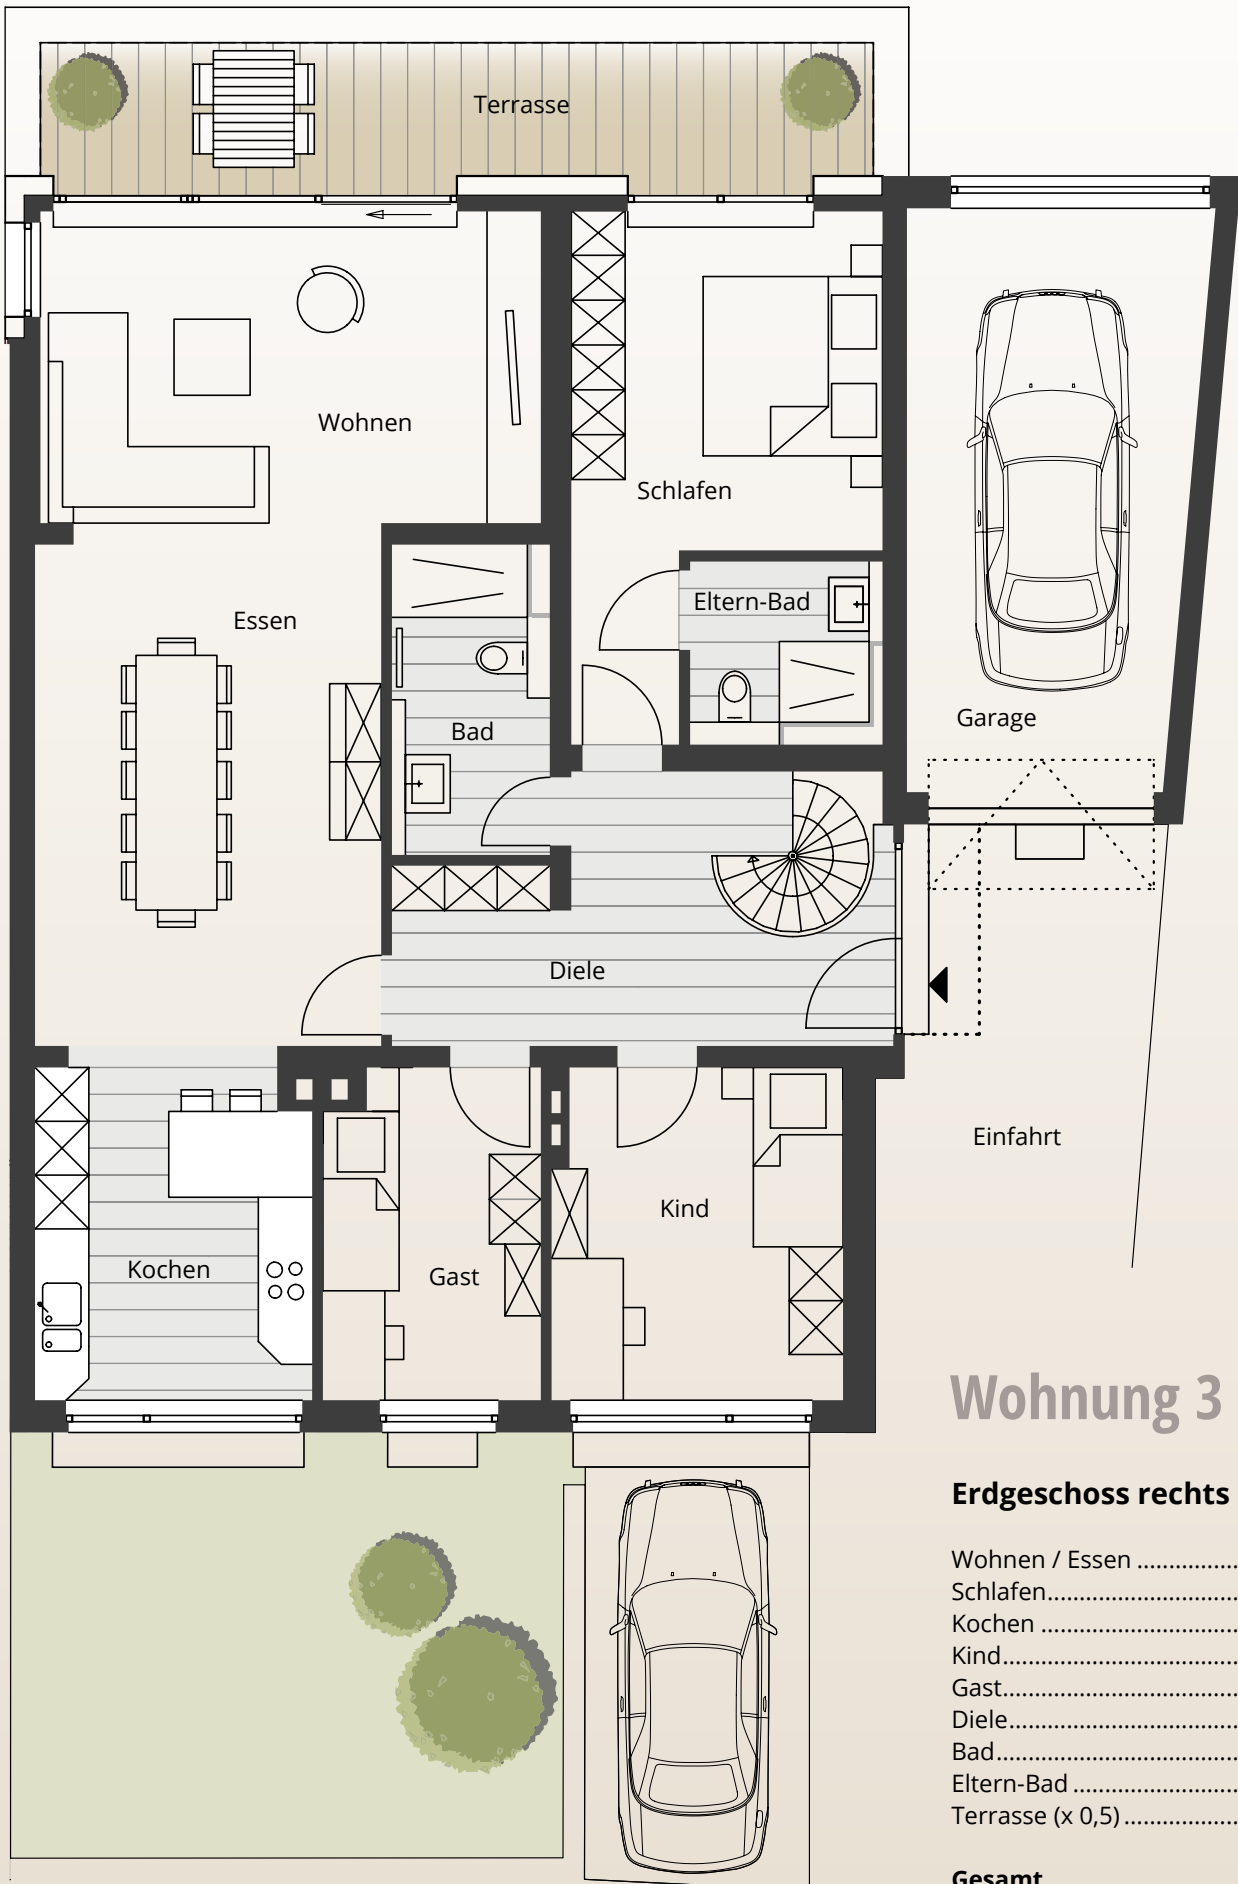 Terrasse
Wohnen
Schlafen
Essen
Eltern-Bad
Garage
Bad
Diele
Einfahrt
Kind
Kochen
Gast
Wohnung 3
Erdgeschoss rechts
Wohnen / Essen ................
Schlafen..............................
Kochen ...............................
Kind.....................................
Gast.....................................
Diele....................................
Bad......................................
Eltern-Bad ..........................
Terrasse (x 0,5) ..................
Gesamt